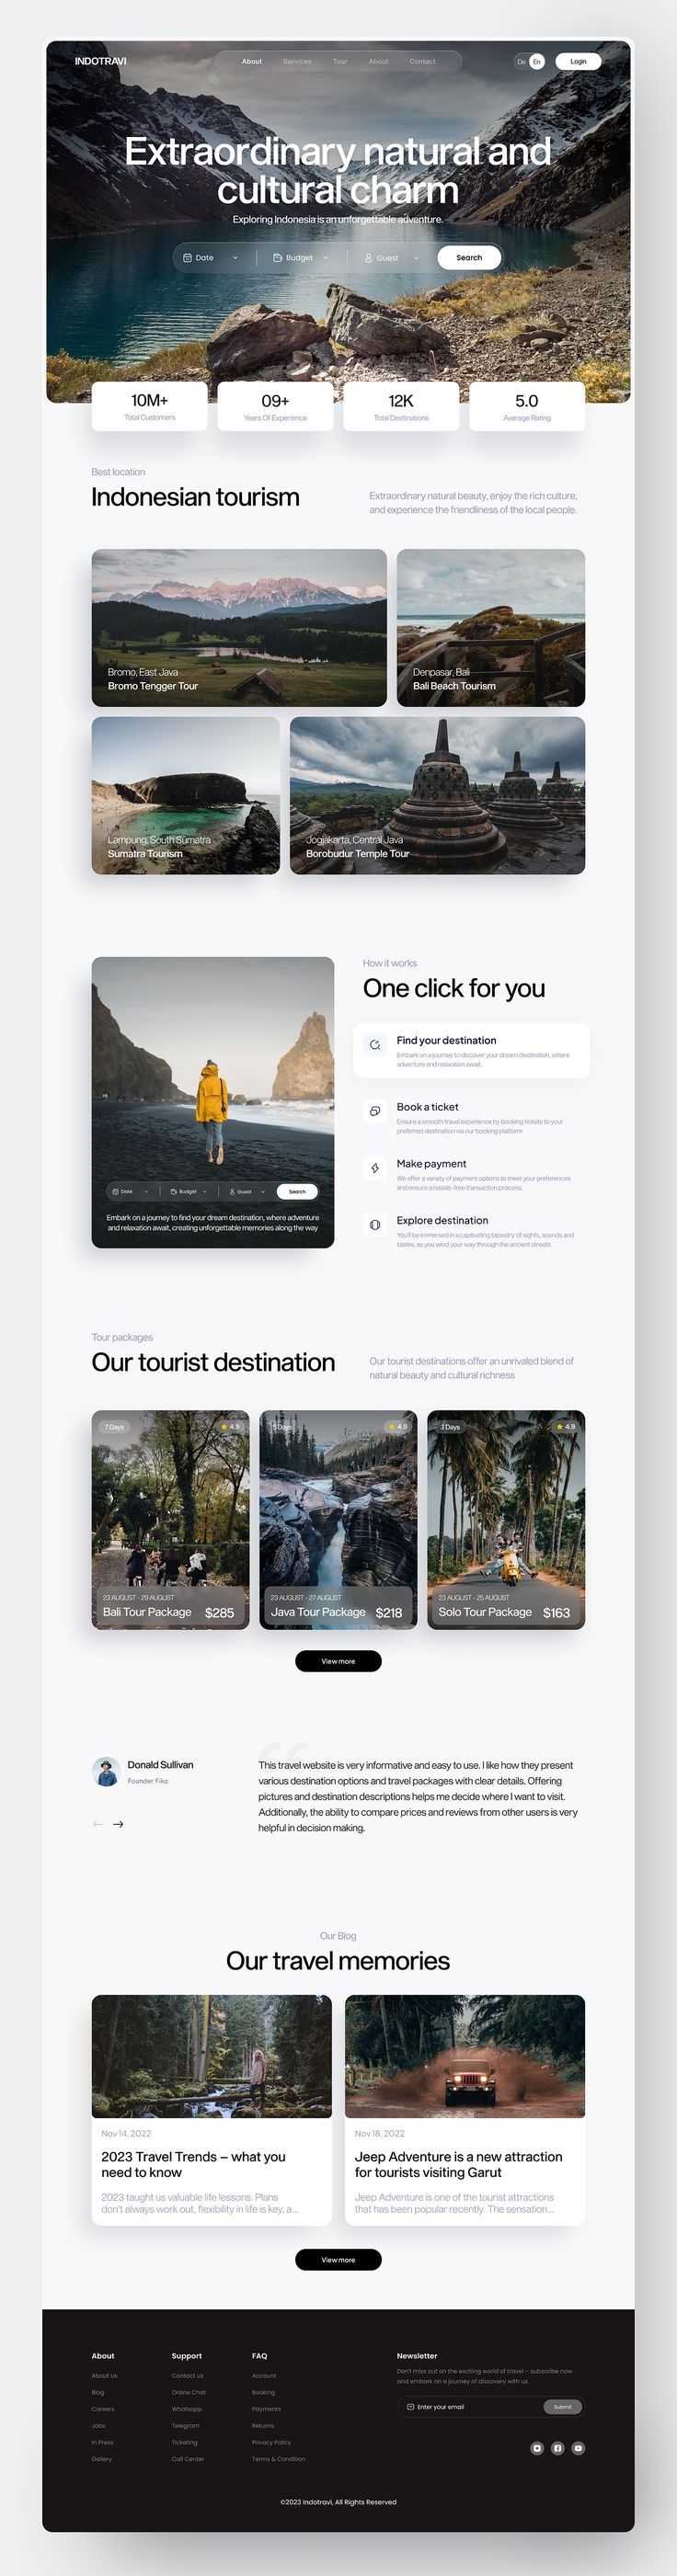 INDOTRAVI
About Services Tour About Contact
De En
Login
Extraordinary natural and
cultural charm
Exploring Indonesia is an unforgettable adventure.
Date Budget Guest Search
10M+
Total Customers
09+
Years Of Experience
12K
Total Destinations
5.0
Average Rating
Best location
Indonesian tourism
Extraordinary natural beauty, enjoy the rich culture,
and experience the friendliness of the local people.
Bromo, East Java
Bromo Tengger Tour
Denpasar, Bali
Bali Beach Tourism
Lampung, South Sumatra
Sumatra Tourism
Jogjakarta, Central Java
Borobudur Temple Tour
Date Budget Guest Search
Embark on a journey to find your dream destination, where adventure
and relaxation await, creating unforgettable memories along the way
How it works
One click for you
Find your destination
Embark on a journey to discover your dream destination, where
adventure and relaxation await.
Book a ticket
Ensure a smooth travel experience by booking tickets to your
preferred destination via our booking platform
Make payment
We offer a variety of payment options to meet your preferences
and ensure a hassle-free transaction process.
Explore destination
You'll be immersed in a captivating tapestry of sights, sounds and
tastes, as you wind your way through the ancient streets
Tour packages
Our tourist destination
Our tourist destinations offer an unrivaled blend of
natural beauty and cultural richness
7 Days
4.9
23 AUGUST - 29 AUGUST
Bali Tour Package $285
5 Days
4.9
23 AUGUST - 27 AUGUST
Java Tour Package $218
3 Days
4.9
23 AUGUST - 25 AUGUST
Solo Tour Package $163
View more
Donald Sullivan
Founder Fiko
“
This travel website is very informative and easy to use. I like how they present
various destination options and travel packages with clear details. Offering
pictures and destination descriptions helps me decide where I want to visit.
Additionally, the ability to compare prices and reviews from other users is very
helpful in decision making.
Our Blog
Our travel memories
Nov 14, 2022
2023 Travel Trends – what you
need to know
2023 taught us valuable life lessons. Plans
don't always work out, flexibility in life is key, a...
Nov 18, 2022
Jeep Adventure is a new attraction
for tourists visiting Garut
Jeep Adventure is one of the tourist attractions
that has been popular recently. The sensation...
View more
About
About Us
Blog
Careers
Jobs
In Press
Gallery
Support
Contact us
Online Chat
Whatsapp
Telegram
Ticketing
Call Center
FAQ
Account
Booking
Payments
Returns
Privacy Policy
Terms & Condition
Newsletter
Don't miss out on the exciting world of travel – subscribe now
and embark on a journey of discovery with us.
Enter your email Submit
©2023 Indotravi, All Rights Reserved